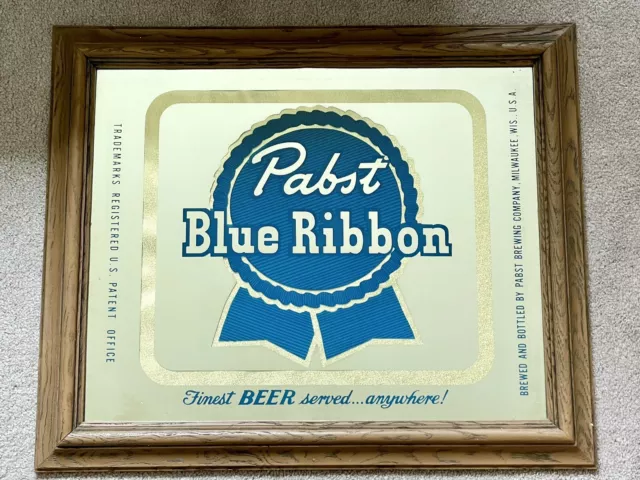 TRADEMARKS REGISTERED U.S. PATENT OFFICE
Pabst
Blue Ribbon
Finest BEER served...anywhere!
BREWED AND BOTTLED BY PABST BREWING COMPANY, MILWAUKEE, WIS., U.S.A.